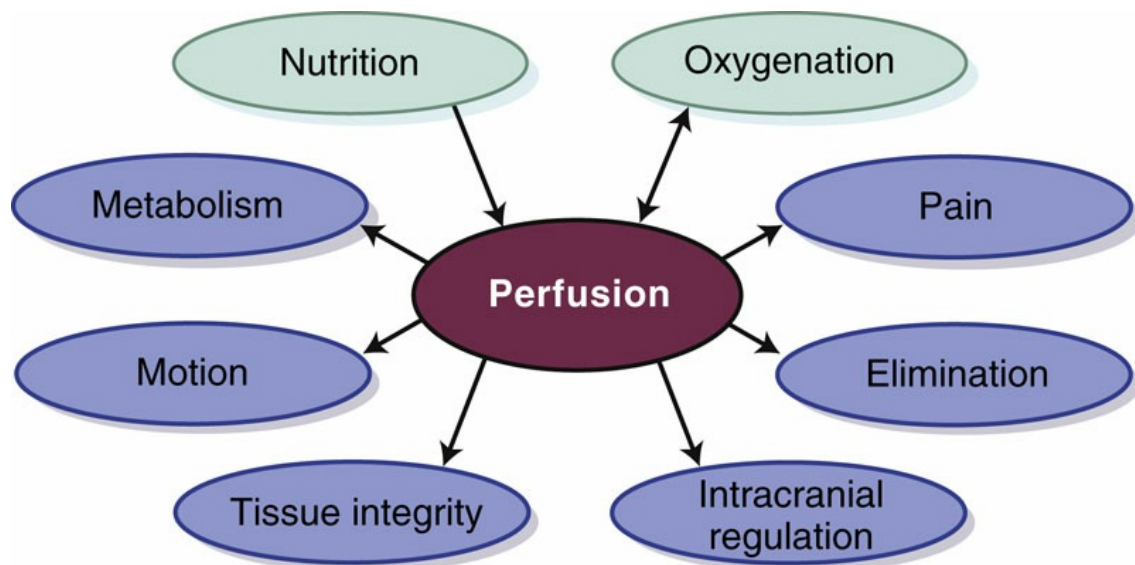 Nutrition
Oxygenation
Metabolism
Pain
Perfusion
Motion
Elimination
Tissue integrity
Intracranial
regulation